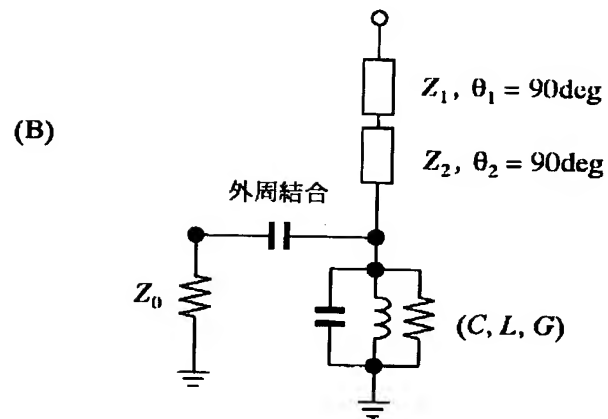 Z₁, θ₁ = 90deg
(B)
Z₂, θ₂ = 90deg
外周結合
Z₀
(C, L, G)